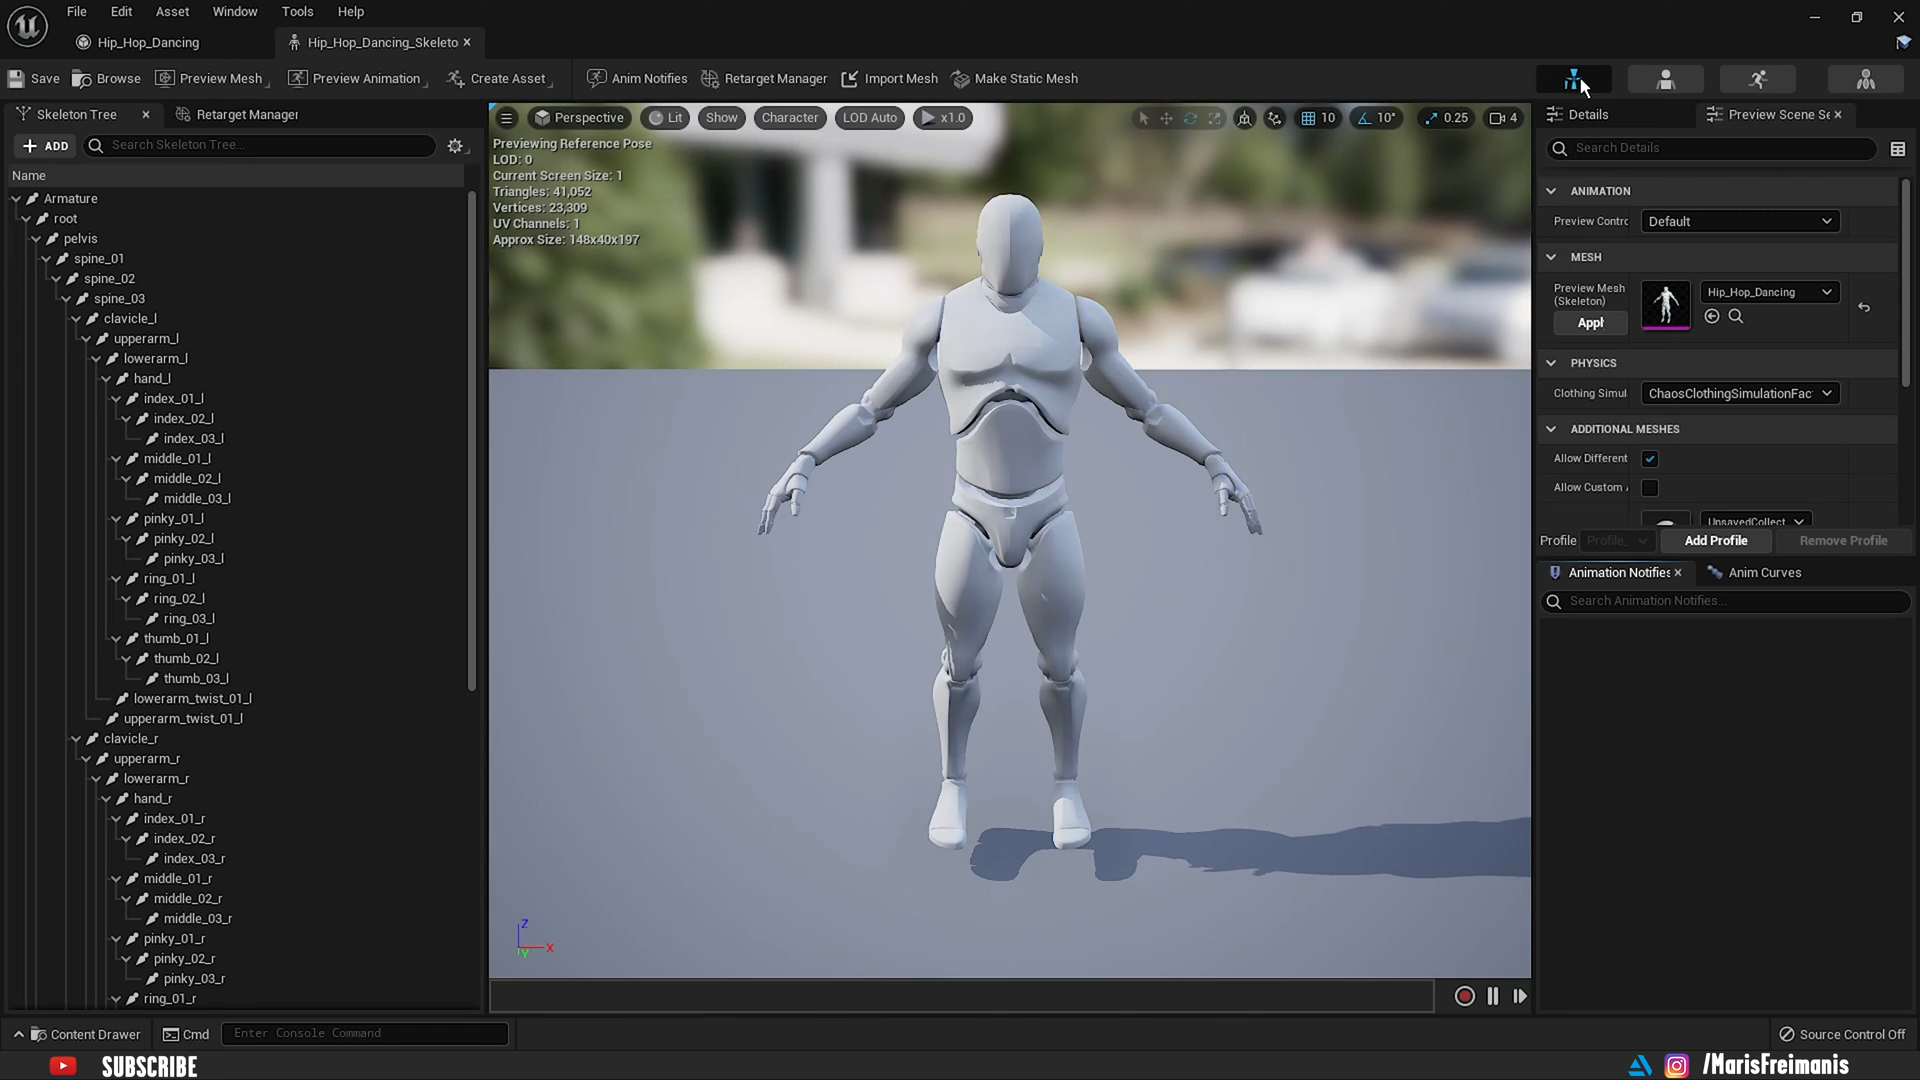 File Edit Asset Window Tools Help
Hip_Hop_Dancing Hip_Hop_Dancing_Skeleto
Save Browse Preview Mesh Preview Animation Create Asset Anim Notifies Retarget Manager Import Mesh Make Static Mesh
Skeleton Tree Retarget Manager
ADD Search Skeleton Tree...
Name
Armature
root
pelvis
spine_01
spine_02
spine_03
clavicle_l
upperarm_l
lowerarm_l
hand_l
index_01_l
index_02_l
index_03_l
middle_01_l
middle_02_l
middle_03_l
pinky_01_l
pinky_02_l
pinky_03_l
ring_01_l
ring_02_l
ring_03_l
thumb_01_l
thumb_02_l
thumb_03_l
lowerarm_twist_01_l
upperarm_twist_01_l
clavicle_r
upperarm_r
lowerarm_r
hand_r
index_01_r
index_02_r
index_03_r
middle_01_r
middle_02_r
middle_03_r
pinky_01_r
pinky_02_r
pinky_03_r
ring_01_r
Perspective Lit Show Character LOD Auto x1.0 10 10° 0.25 4
Previewing Reference Pose
LOD: 0
Current Screen Size: 1
Triangles: 41,052
Vertices: 23,309
UV Channels: 1
Approx Size: 148x40x197
Z
X
Y
Details Preview Scene Se
Search Details
ANIMATION
Preview Contrc Default
MESH
Preview Mesh
(Skeleton)
Appl
Hip_Hop_Dancing
PHYSICS
Clothing Simul ChaosClothingSimulationFac
ADDITIONAL MESHES
Allow Different
Allow Custom
UnsavedCollect
Profile Profile_ Add Profile Remove Profile
Animation Notifies Anim Curves
Search Animation Notifies...
Content Drawer Cmd Enter Console Command Source Control Off
SUBSCRIBE /MarisFreimanis